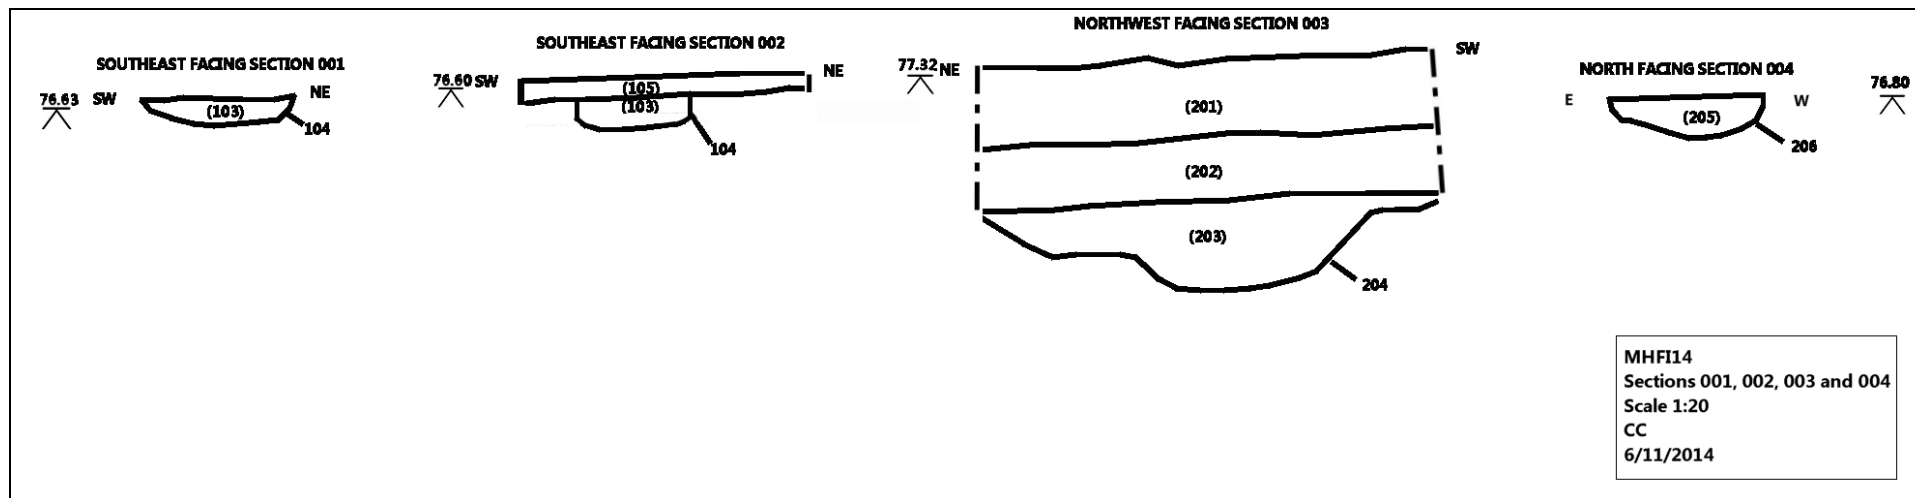 SOUTHEAST FACING SECTION 001
76.63 SW NE
(103)
104
SOUTHEAST FACING SECTION 002
76.60 SW NE
(105)
(103)
104
NORTHWEST FACING SECTION 003
77.32 NE SW
(201)
(202)
(203)
204
NORTH FACING SECTION 004
76.80
E W
(205)
206
MHFI14
Sections 001, 002, 003 and 004
Scale 1:20
CC
6/11/2014